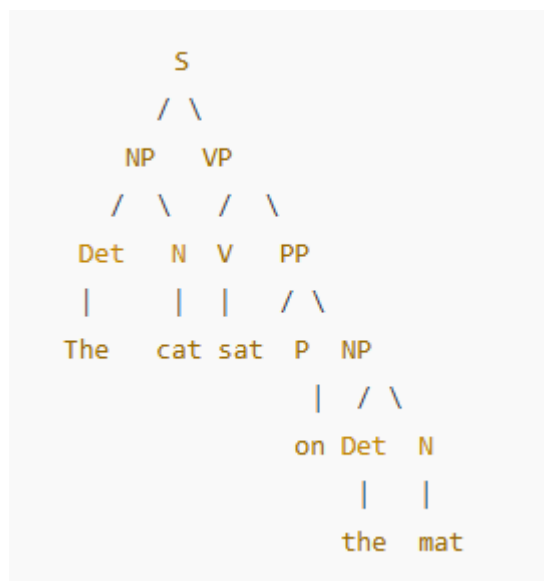 S
/ \
NP VP
/ \ / \
Det N V PP
| | | / \
The cat sat P NP
| / \
on Det N
| |
the mat